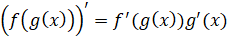 (f(g(x)))′ = f′(g(x))g′(x)